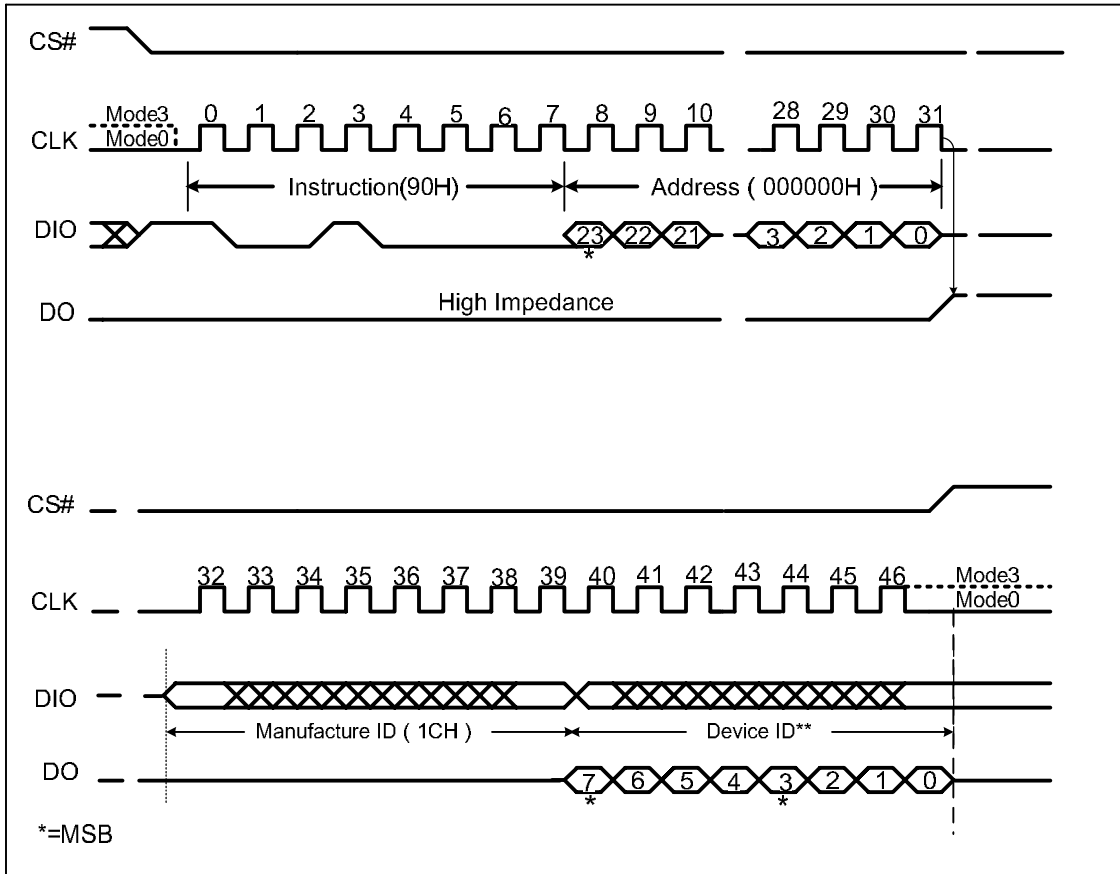 CS#
Mode3
0 1 2 3 4 5 6 7 8 9 10 28 29 30 31
CLK
Mode0
Instruction(90H)
Address ( 000000H )
DIO
23 22 21 3 2 1 0
*
High Impedance
DO
CS#
32 33 34 35 36 37 38 39 40 41 42 43 44 45 46
Mode3
CLK
Mode0
DIO
Manufacture ID ( 1CH )
Device ID**
DO
7 6 5 4 3 2 1 0
* *
*=MSB